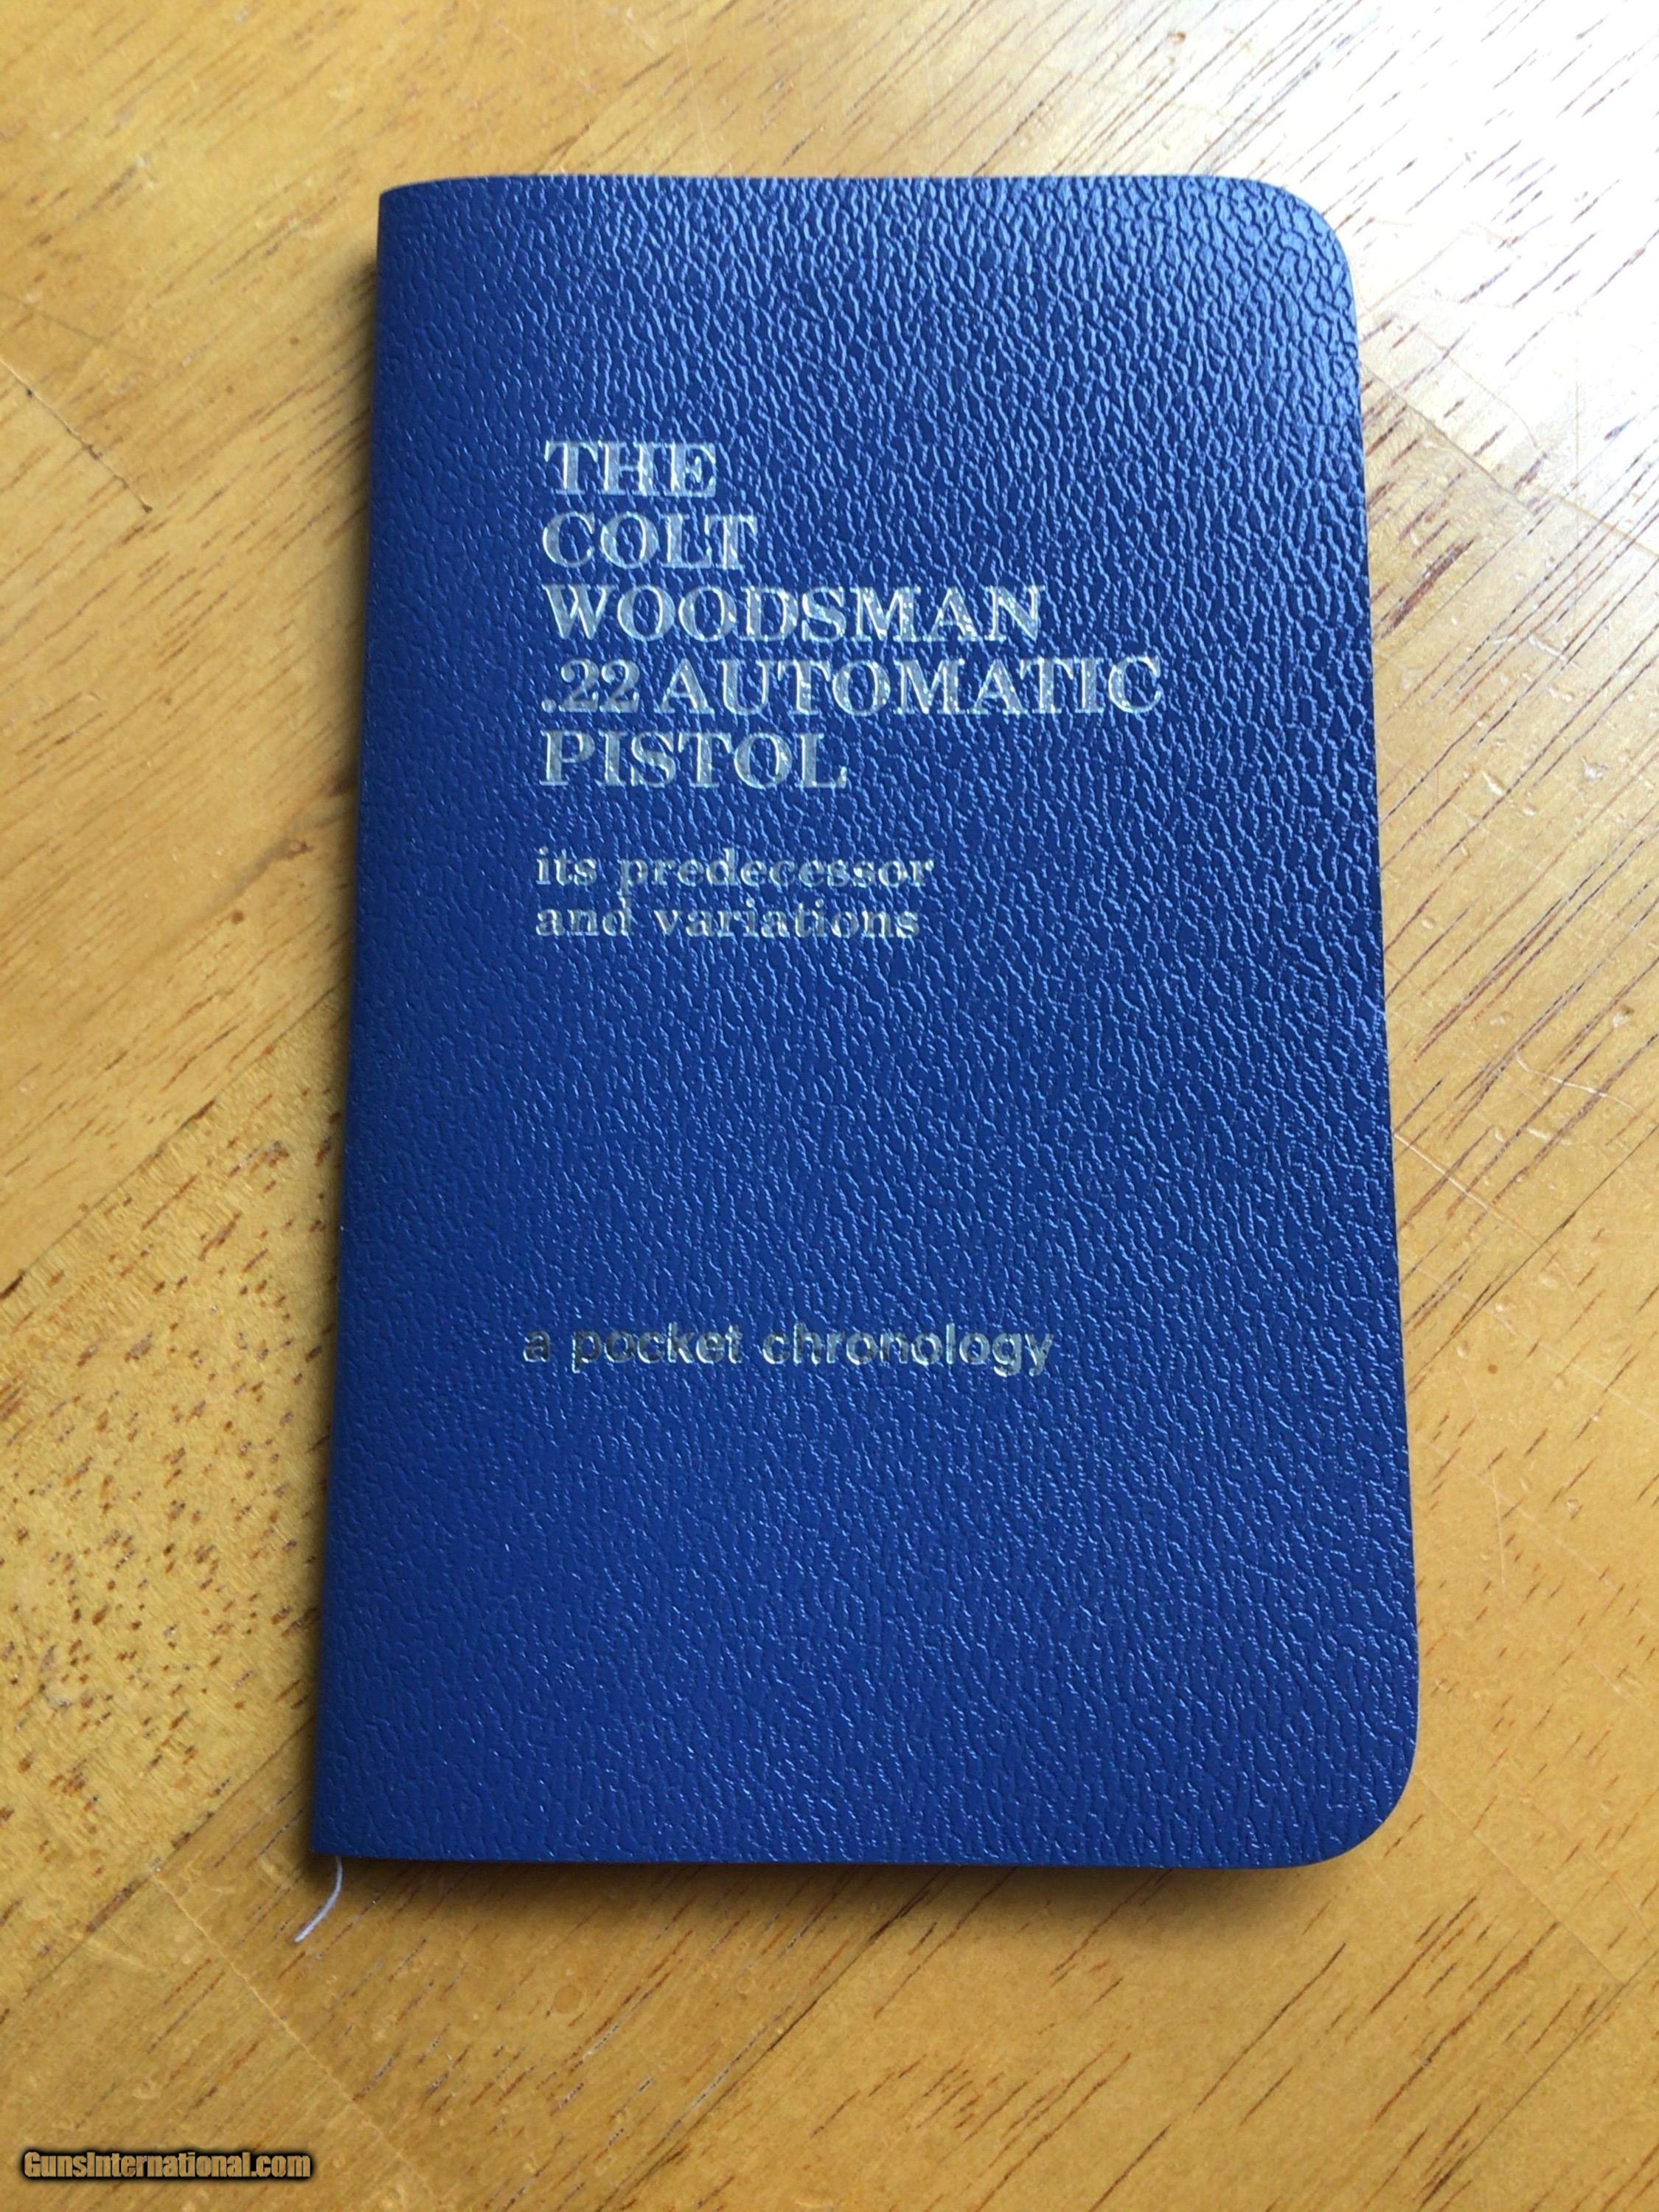 THE
COLT
WOODSMAN
.22 AUTOMATIC
PISTOL
its predecessor
and variations
a pocket chronology
GunsInternational.com